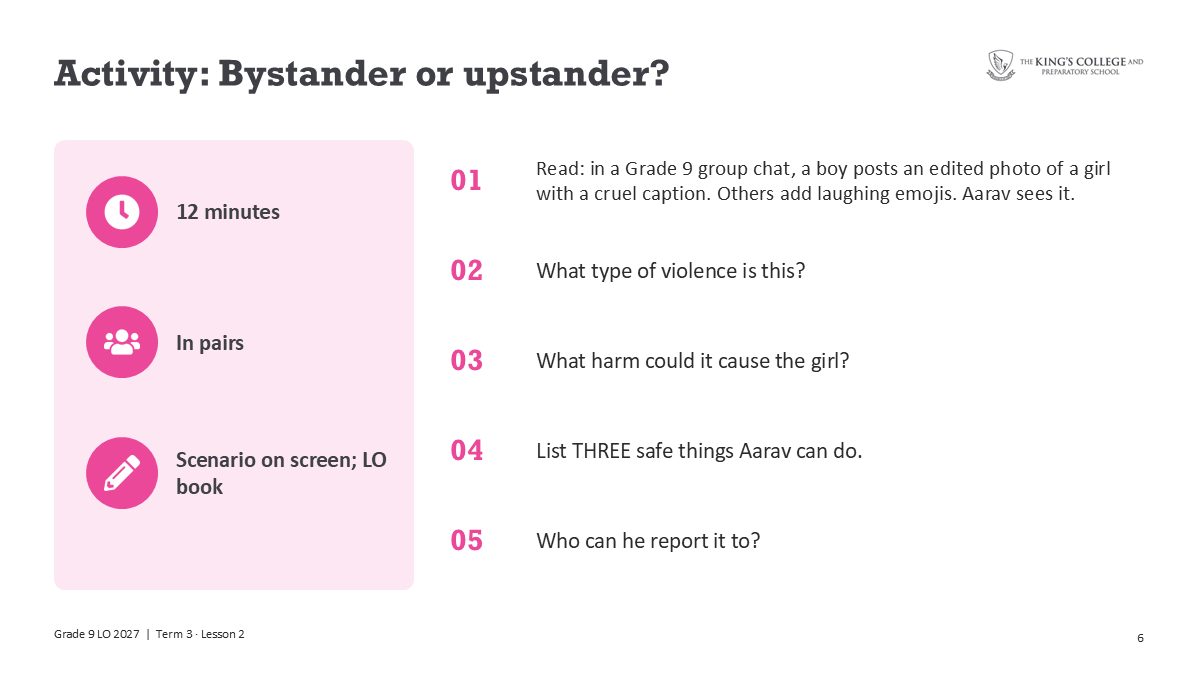 Activity: Bystander or upstander?
THE KING'S COLLEGE AND
PREPARATORY SCHOOL
12 minutes
In pairs
Scenario on screen; LO
book
01
Read: in a Grade 9 group chat, a boy posts an edited photo of a girl
with a cruel caption. Others add laughing emojis. Aarav sees it.
02
What type of violence is this?
03
What harm could it cause the girl?
04
List THREE safe things Aarav can do.
05
Who can he report it to?
Grade 9 LO 2027 | Term 3 · Lesson 2
6